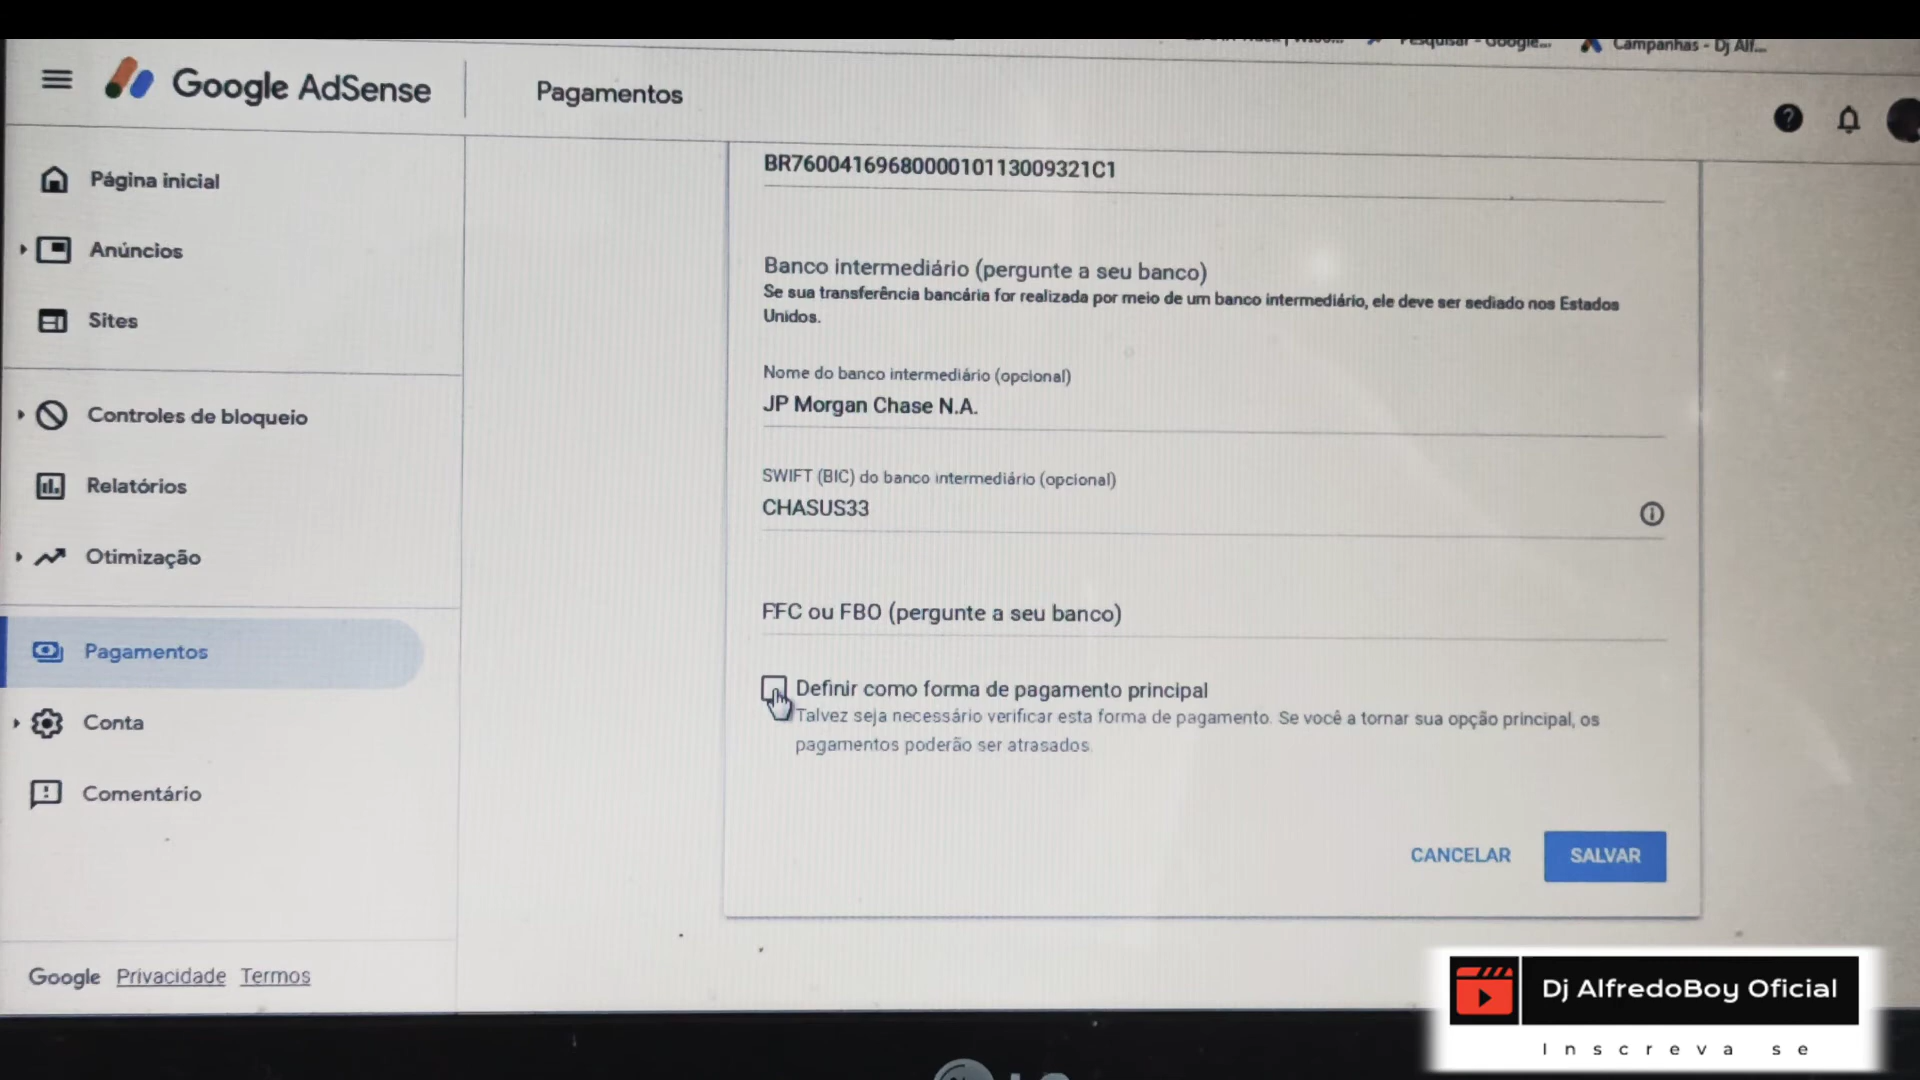 Pesquisar - Google...
Campanhas - Dj Alf...
Google AdSense
Pagamentos
Página inicial
Anúncios
Sites
Controles de bloqueio
Relatórios
Otimização
Pagamentos
Conta
Comentário
Google Privacidade Termos
BR7600416968000010113009321C1
Banco intermediário (pergunte a seu banco)
Se sua transferência bancária for realizada por meio de um banco intermediário, ele deve ser sediado nos Estados
Unidos.
Nome do banco intermediário (opcional)
JP Morgan Chase N.A.
SWIFT (BIC) do banco intermediário (opcional)
CHASUS33
FFC ou FBO (pergunte a seu banco)
Definir como forma de pagamento principal
Talvez seja necessário verificar esta forma de pagamento. Se você a tornar sua opção principal, os
pagamentos poderão ser atrasados.
CANCELAR
SALVAR
Dj AlfredoBoy Oficial
Inscreva se